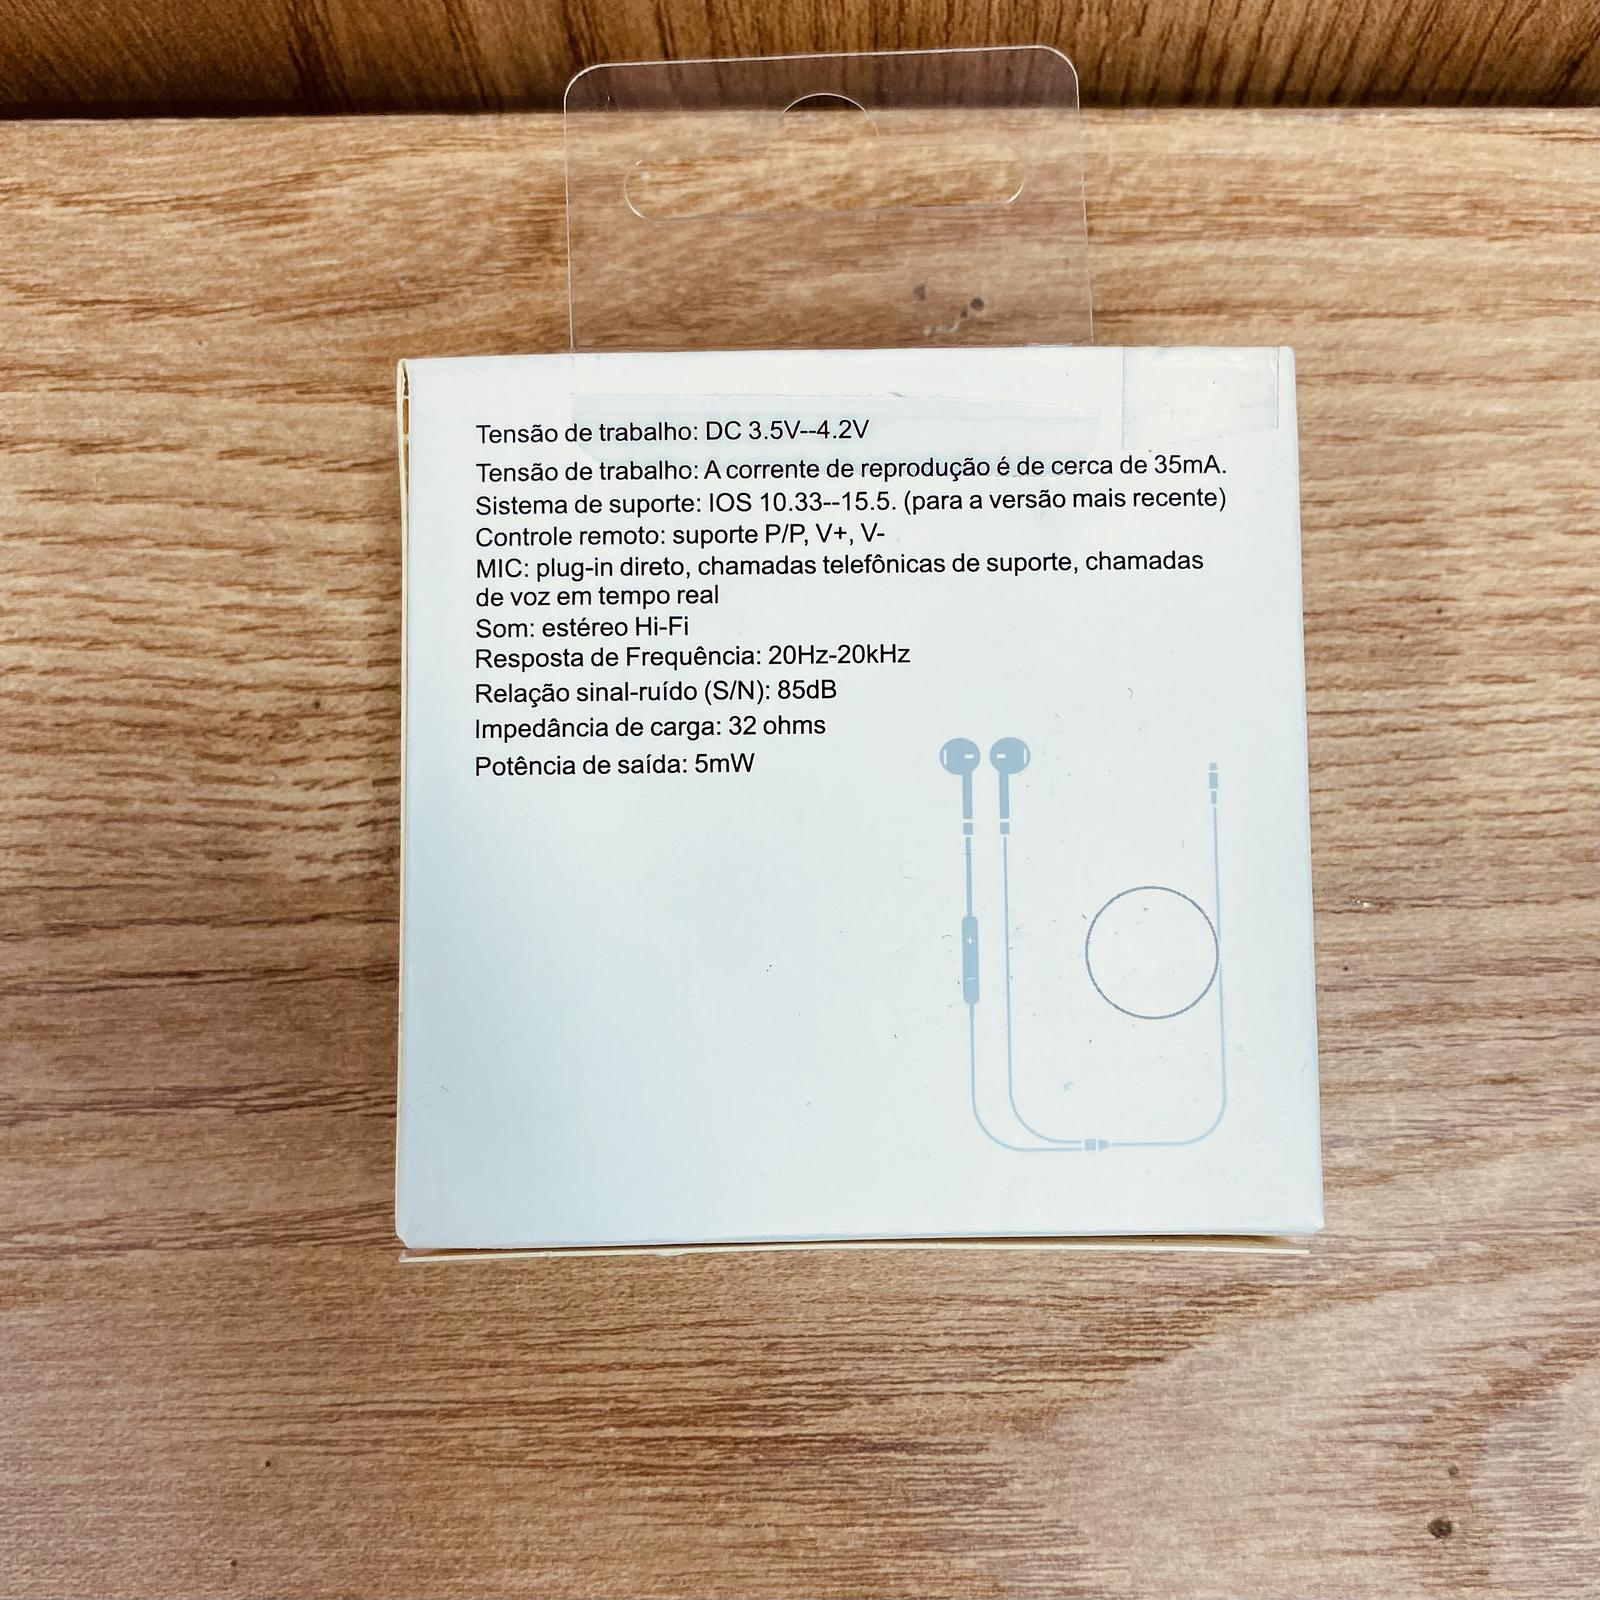 Tensão de trabalho: DC 3.5V--4.2V
Tensão de trabalho: A corrente de reprodução é de cerca de 35mA.
Sistema de suporte: IOS 10.33--15.5. (para a versão mais recente)
Controle remoto: suporte P/P, V+, V-
MIC: plug-in direto, chamadas telefônicas de suporte, chamadas
de voz em tempo real
Som: estéreo Hi-Fi
Resposta de Frequência: 20Hz-20kHz
Relação sinal-ruído (S/N): 85dB
Impedância de carga: 32 ohms
Potência de saída: 5mW